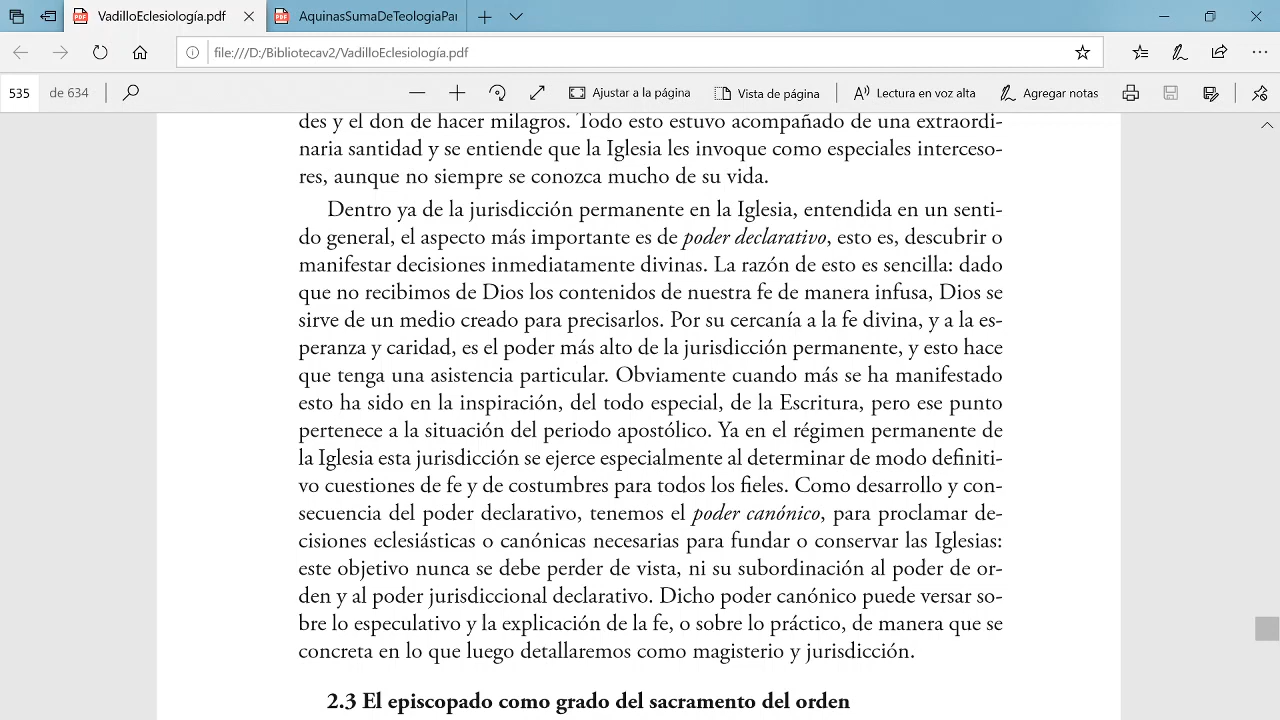 VadilloEclesiología.pdf
AquinasSumaDeTeologiaPar
file:///D:/Bibliotecav2/VadilloEclesiología.pdf
535 de 634
Ajustar a la página
Vista de página
Lectura en voz alta
Agregar notas
des y el don de hacer milagros. Todo esto estuvo acompañado de una extraordi-
naria santidad y se entiende que la Iglesia les invoque como especiales interceso-
res, aunque no siempre se conozca mucho de su vida.
Dentro ya de la jurisdicción permanente en la Iglesia, entendida en un senti-
do general, el aspecto más importante es de poder declarativo, esto es, descubrir o
manifestar decisiones inmediatamente divinas. La razón de esto es sencilla: dado
que no recibimos de Dios los contenidos de nuestra fe de manera infusa, Dios se
sirve de un medio creado para precisarlos. Por su cercanía a la fe divina, y a la es-
peranza y caridad, es el poder más alto de la jurisdicción permanente, y esto hace
que tenga una asistencia particular. Obviamente cuando más se ha manifestado
esto ha sido en la inspiración, del todo especial, de la Escritura, pero ese punto
pertenece a la situación del periodo apostólico. Ya en el régimen permanente de
la Iglesia esta jurisdicción se ejerce especialmente al determinar de modo definiti-
vo cuestiones de fe y de costumbres para todos los fieles. Como desarrollo y con-
secuencia del poder declarativo, tenemos el poder canónico, para proclamar de-
cisiones eclesiásticas o canónicas necesarias para fundar o conservar las Iglesias:
este objetivo nunca se debe perder de vista, ni su subordinación al poder de or-
den y al poder jurisdiccional declarativo. Dicho poder canónico puede versar so-
bre lo especulativo y la explicación de la fe, o sobre lo práctico, de manera que se
concreta en lo que luego detallaremos como magisterio y jurisdicción.
2.3 El episcopado como grado del sacramento del orden